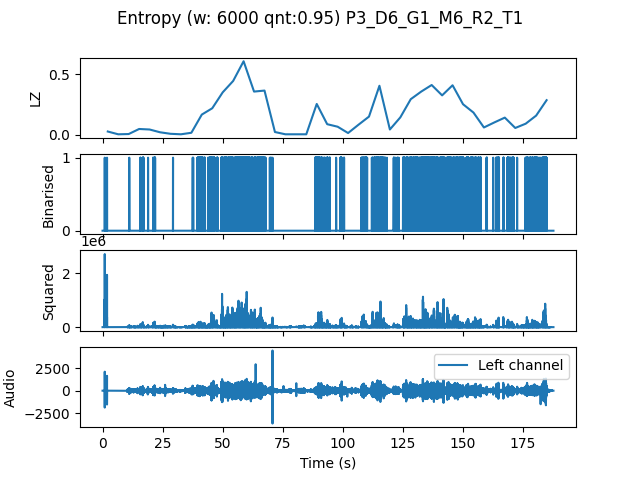 Entropy (w: 6000 qnt:0.95) P3_D6_G1_M6_R2_T1
LZ
0.5
0.0
Binarised
1
0
1e6
Squared
2
0
Audio
2500
0
−2500
Left channel
0 25 50 75 100 125 150 175
Time (s)